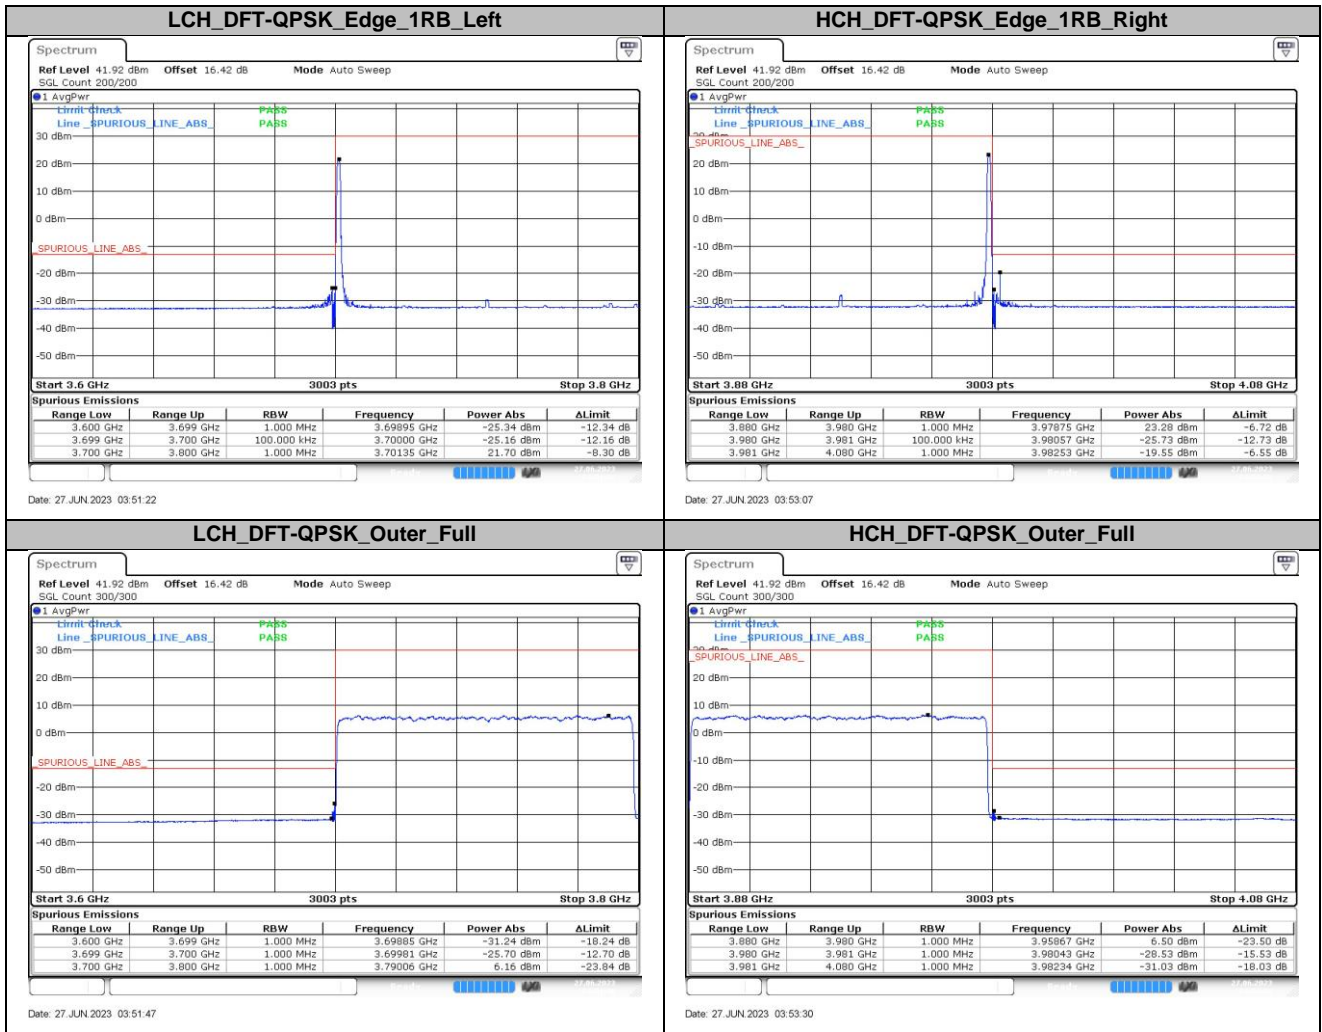 LCH_DFT-QPSK_Edge_1RB_Left
Spectrum
Ref Level 41.92 dBm Offset 16.42 dB Mode Auto Sweep
SGL Count 200/200
1 AvgPwr
Limit Check PASS
Line _SPURIOUS_LINE_ABS_ PASS
30 dBm
20 dBm
10 dBm
0 dBm
_SPURIOUS_LINE_ABS_
-20 dBm
-30 dBm
-40 dBm
-50 dBm
Start 3.6 GHz 3003 pts Stop 3.8 GHz
Spurious Emissions
Range Low Range Up RBW Frequency Power Abs ΔLimit
3.600 GHz 3.699 GHz 1.000 MHz 3.69895 GHz -25.34 dBm -12.34 dB
3.699 GHz 3.700 GHz 100.000 kHz 3.70000 GHz -25.16 dBm -12.16 dB
3.700 GHz 3.800 GHz 1.000 MHz 3.70135 GHz 21.70 dBm -8.30 dB
Date: 27.JUN.2023 03:51:22
HCH_DFT-QPSK_Edge_1RB_Right
Spectrum
Ref Level 41.92 dBm Offset 16.42 dB Mode Auto Sweep
SGL Count 200/200
1 AvgPwr
Limit Check PASS
Line _SPURIOUS_LINE_ABS_ PASS
_SPURIOUS_LINE_ABS_
20 dBm
10 dBm
0 dBm
-10 dBm
-20 dBm
-30 dBm
-40 dBm
-50 dBm
Start 3.88 GHz 3003 pts Stop 4.08 GHz
Spurious Emissions
Range Low Range Up RBW Frequency Power Abs ΔLimit
3.880 GHz 3.980 GHz 1.000 MHz 3.97875 GHz 23.28 dBm -6.72 dB
3.980 GHz 3.981 GHz 100.000 kHz 3.98057 GHz -25.73 dBm -12.73 dB
3.981 GHz 4.080 GHz 1.000 MHz 3.98253 GHz -19.55 dBm -6.55 dB
Date: 27.JUN.2023 03:53:07
LCH_DFT-QPSK_Outer_Full
Spectrum
Ref Level 41.92 dBm Offset 16.42 dB Mode Auto Sweep
SGL Count 300/300
1 AvgPwr
Limit Check PASS
Line _SPURIOUS_LINE_ABS_ PASS
30 dBm
20 dBm
10 dBm
0 dBm
_SPURIOUS_LINE_ABS_
-20 dBm
-30 dBm
-40 dBm
-50 dBm
Start 3.6 GHz 3003 pts Stop 3.8 GHz
Spurious Emissions
Range Low Range Up RBW Frequency Power Abs ΔLimit
3.600 GHz 3.699 GHz 1.000 MHz 3.69885 GHz -31.24 dBm -18.24 dB
3.699 GHz 3.700 GHz 1.000 MHz 3.69981 GHz -25.70 dBm -12.70 dB
3.700 GHz 3.800 GHz 1.000 MHz 3.79006 GHz 6.16 dBm -23.84 dB
Date: 27.JUN.2023 03:51:47
HCH_DFT-QPSK_Outer_Full
Spectrum
Ref Level 41.92 dBm Offset 16.42 dB Mode Auto Sweep
SGL Count 300/300
1 AvgPwr
Limit Check PASS
Line _SPURIOUS_LINE_ABS_ PASS
_SPURIOUS_LINE_ABS_
20 dBm
10 dBm
0 dBm
-10 dBm
-20 dBm
-30 dBm
-40 dBm
-50 dBm
Start 3.88 GHz 3003 pts Stop 4.08 GHz
Spurious Emissions
Range Low Range Up RBW Frequency Power Abs ΔLimit
3.880 GHz 3.980 GHz 1.000 MHz 3.95867 GHz 6.50 dBm -23.50 dB
3.980 GHz 3.981 GHz 1.000 MHz 3.98043 GHz -28.53 dBm -15.53 dB
3.981 GHz 4.080 GHz 1.000 MHz 3.98234 GHz -31.03 dBm -18.03 dB
Date: 27.JUN.2023 03:53:30